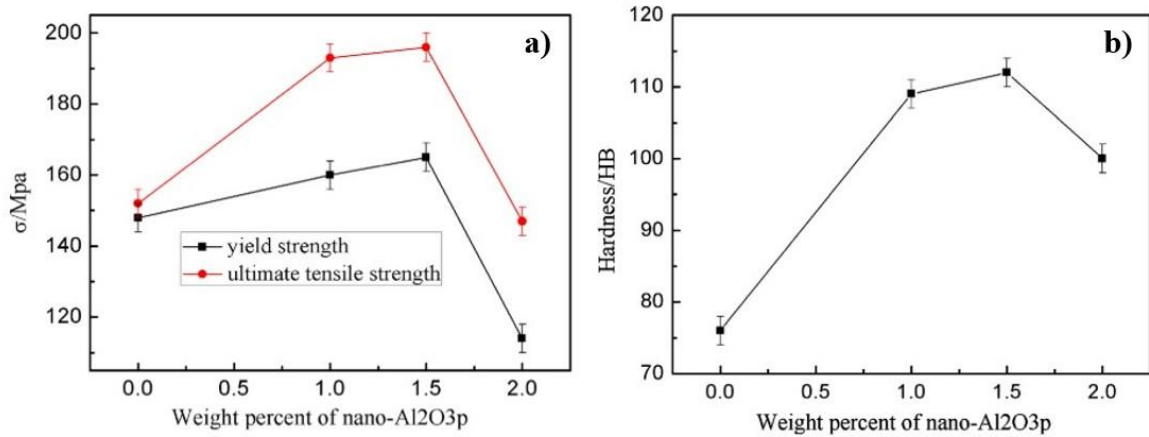 a)
σ/Mpa
200
180
160
140
120
yield strength
ultimate tensile strength
0.0 0.5 1.0 1.5 2.0
Weight percent of nano-Al2O3p
b)
Hardness/HB
120
110
100
90
80
70
0.0 0.5 1.0 1.5 2.0
Weight percent of nano-Al2O3p